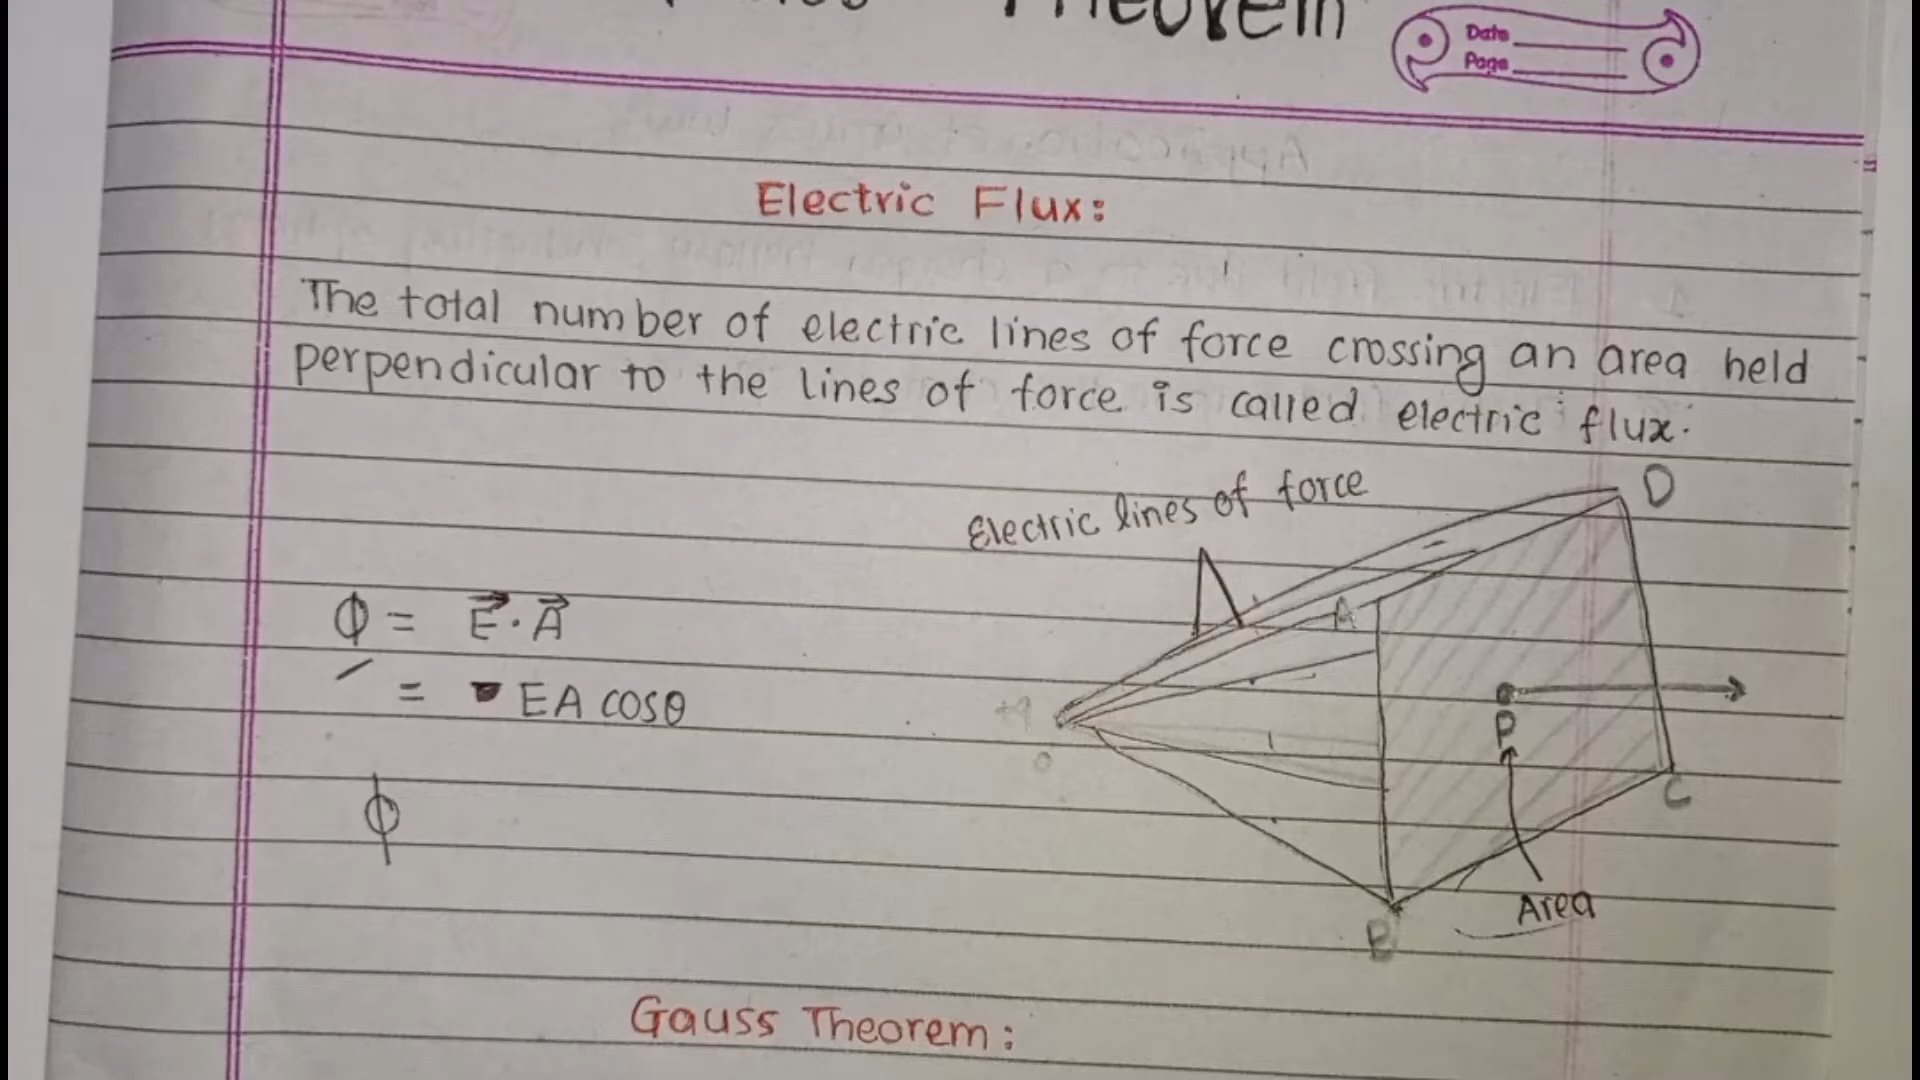 Theorem
Date
Page
Electric Flux:
The total number of electric lines of force crossing an area held
perpendicular to the lines of force is called electric flux.
Electric lines of force
D
A
ϕ = E⃗ · A⃗
= EA cosθ
+q
O
P
C
ϕ
Area
B
Gauss Theorem: